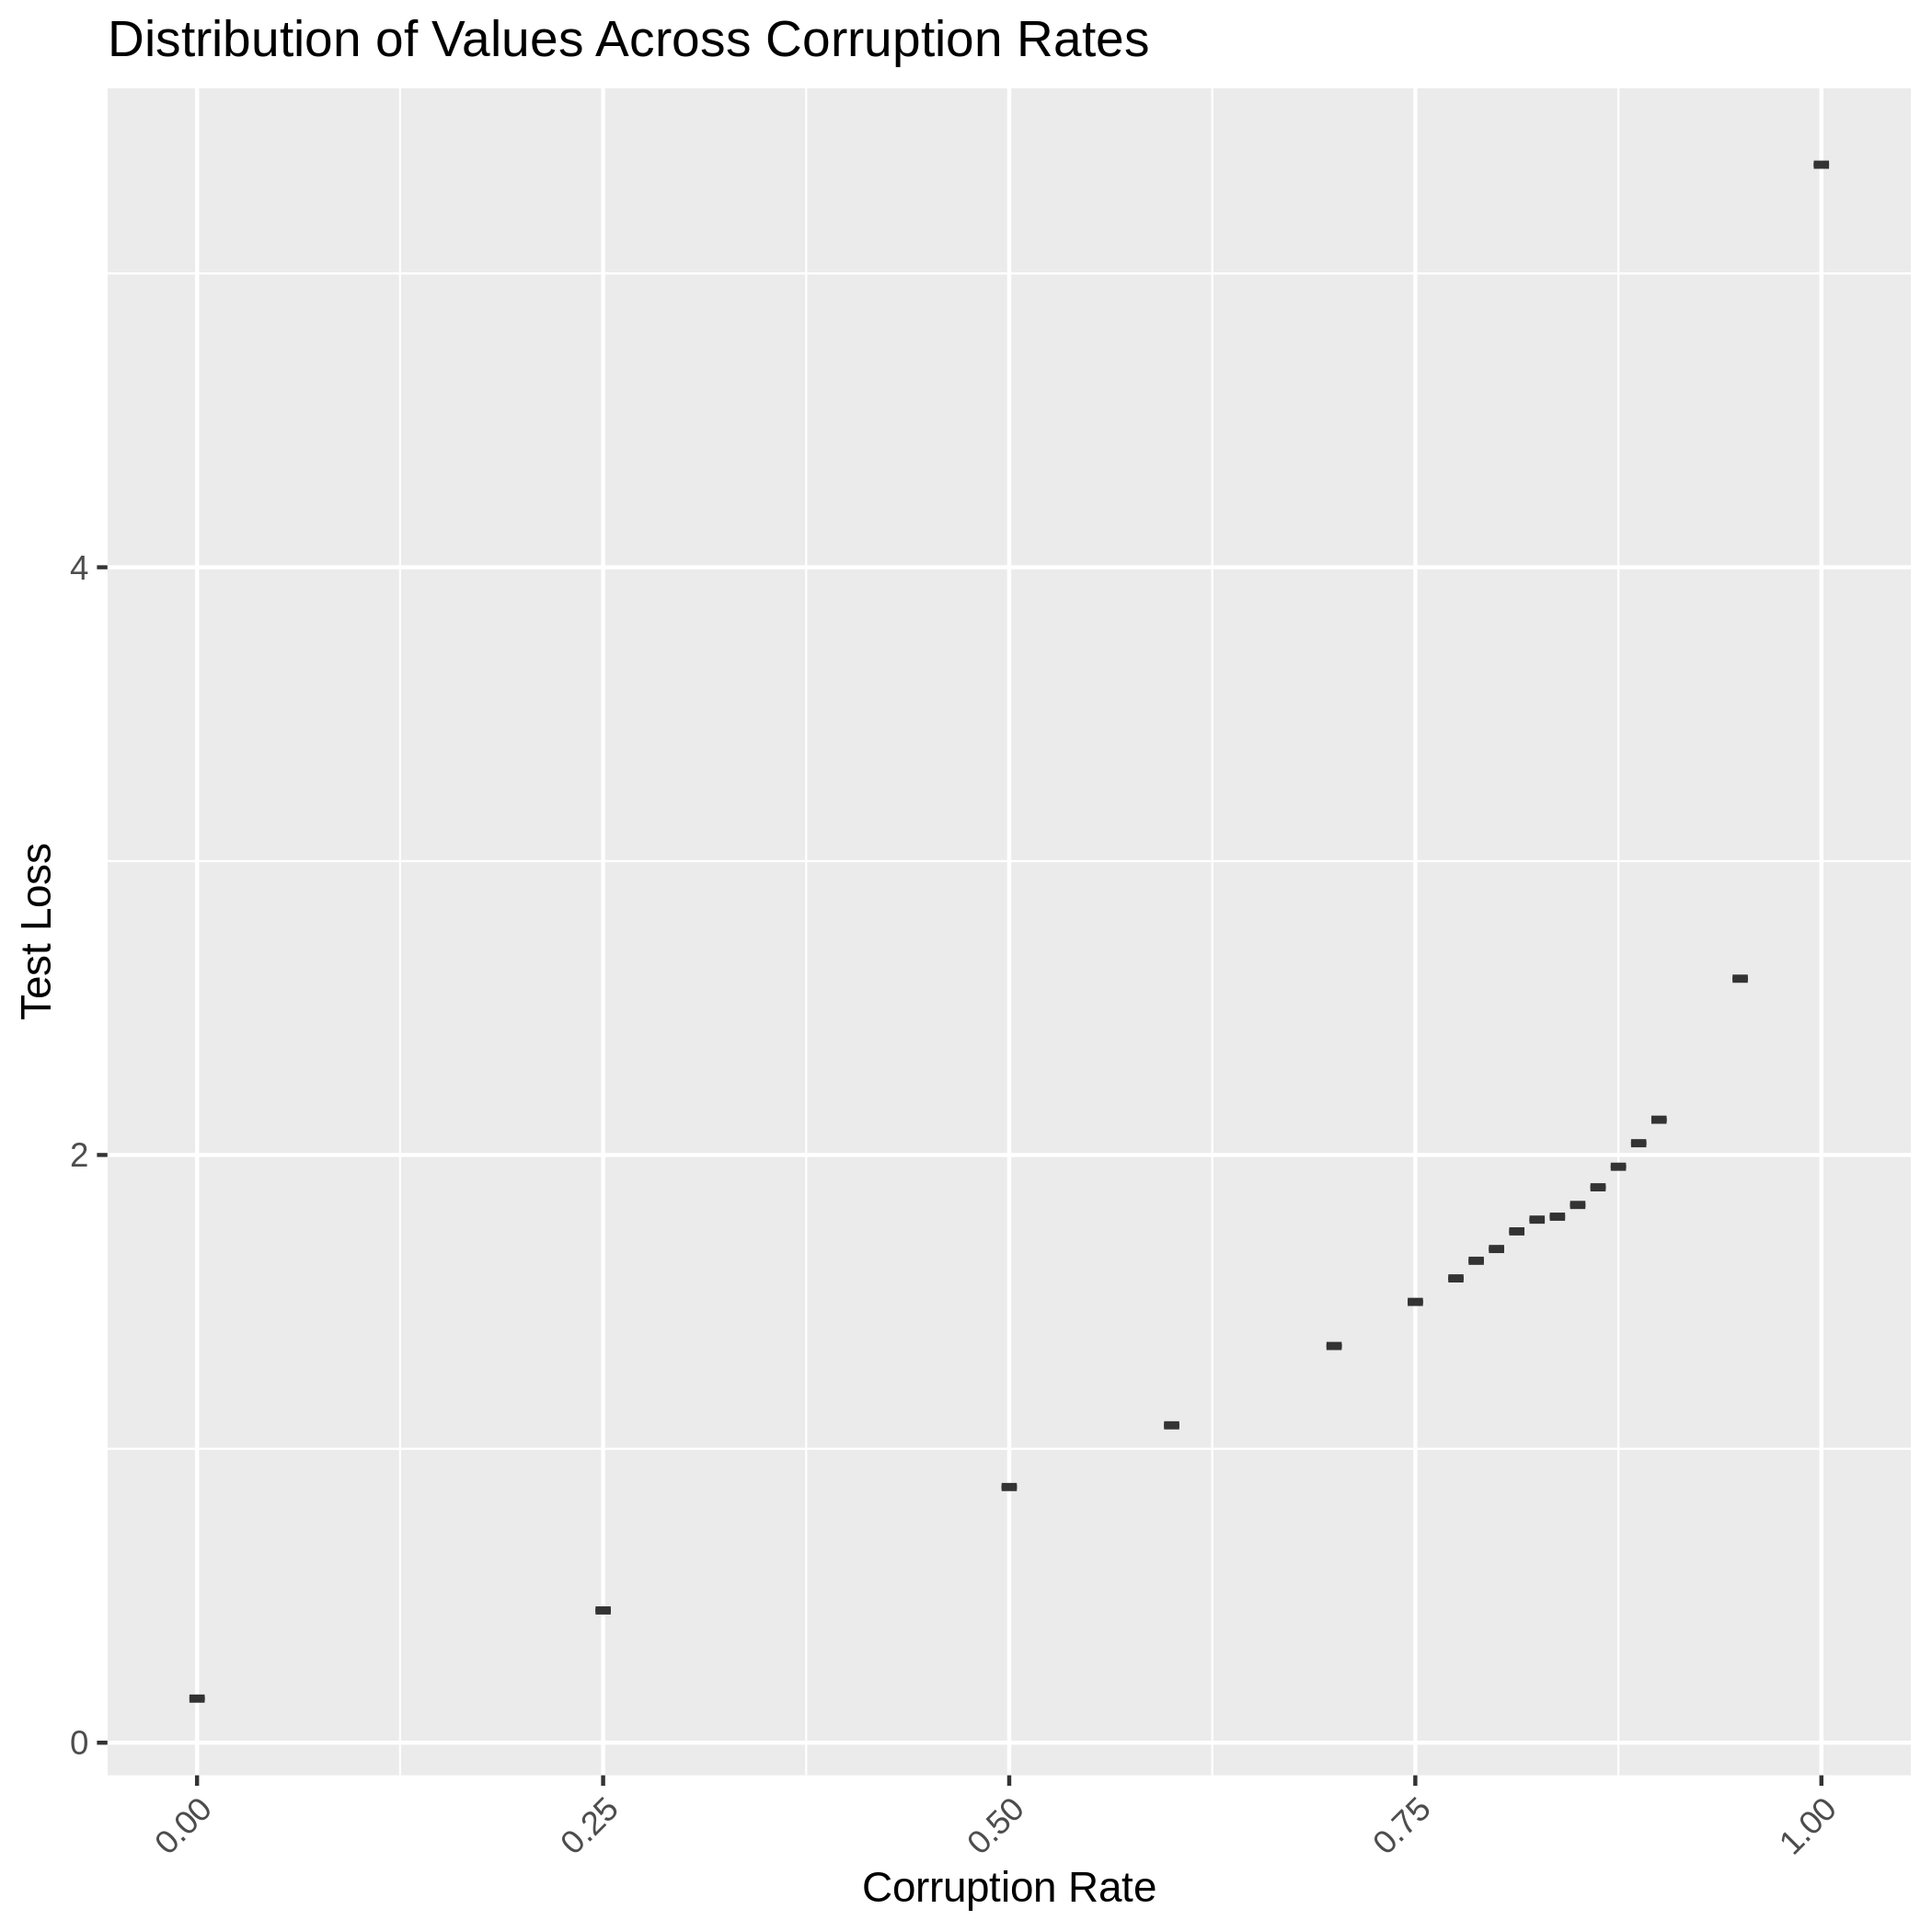 Distribution of Values Across Corruption Rates
Test Loss
4
2
0
0.00
0.25
0.50
0.75
1.00
Corruption Rate